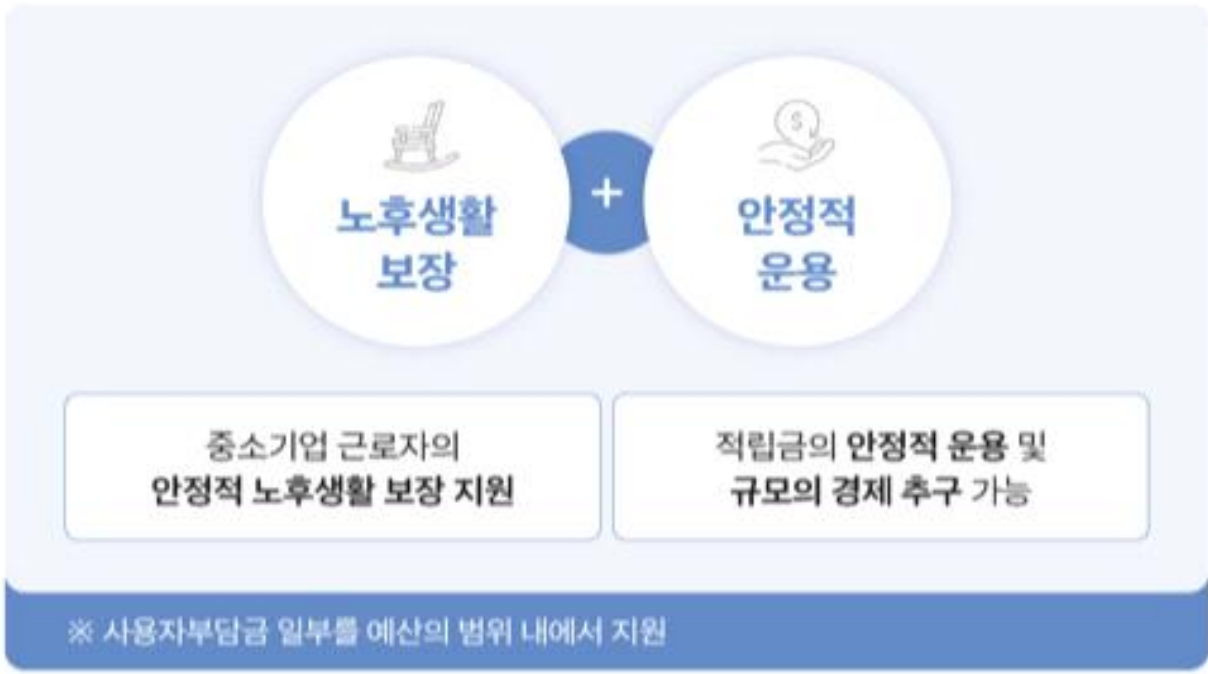 노후생활
보장
+
안정적
운용
중소기업 근로자의
안정적 노후생활 보장 지원
적립금의 안정적 운용 및
규모의 경제 추구 가능
※ 사용자부담금 일부를 예산의 범위 내에서 지원